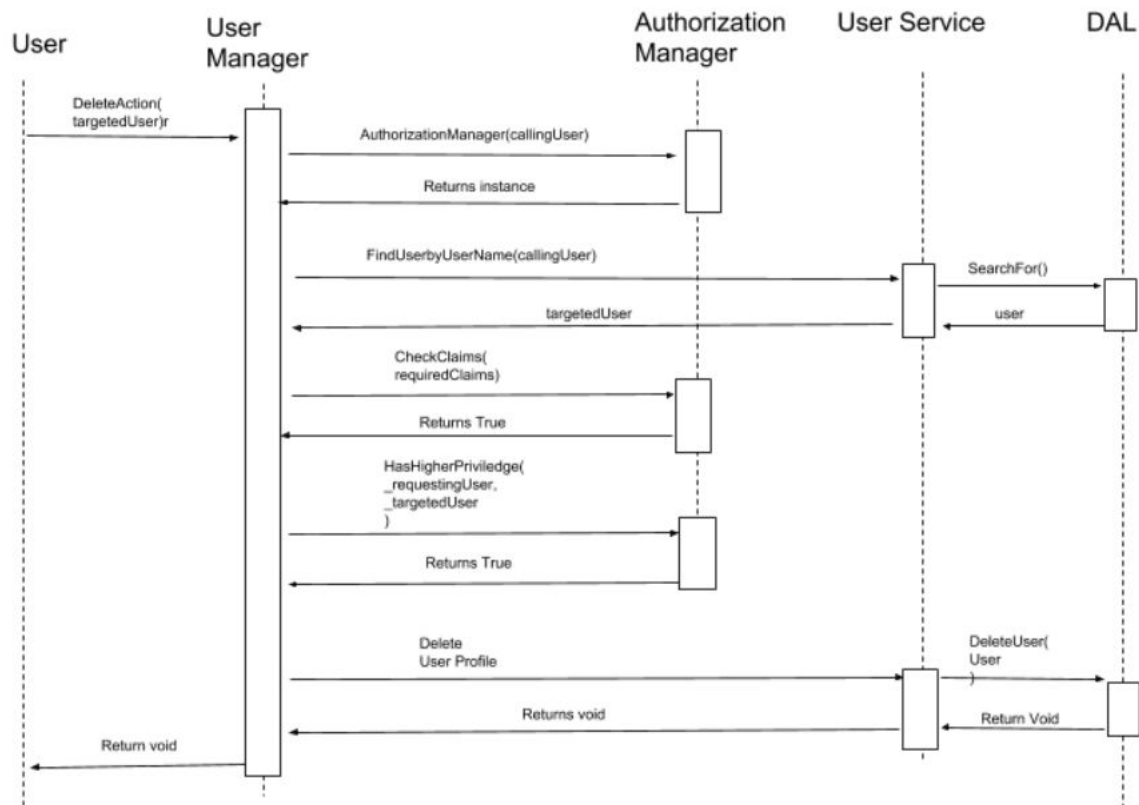 User
User
Manager
Authorization
Manager
User Service
DAL
DeleteAction(
targetedUser)r
AuthorizationManager(callingUser)
Returns instance
FindUserbyUserName(callingUser)
SearchFor()
targetedUser
user
CheckClaims(
requiredClaims)
Returns True
HasHigherPriviledge(
_requestingUser,
_targetedUser
)
Returns True
Delete
User Profile
DeleteUser(
User
)
Returns void
Return Void
Return void